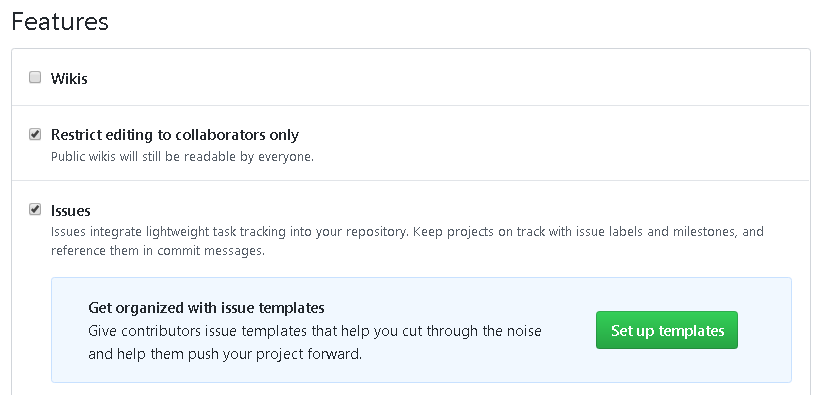 Features
Wikis
Restrict editing to collaborators only
Public wikis will still be readable by everyone.
Issues
Issues integrate lightweight task tracking into your repository. Keep projects on track with issue labels and milestones, and
reference them in commit messages.
Get organized with issue templates
Give contributors issue templates that help you cut through the noise
and help them push your project forward.
Set up templates